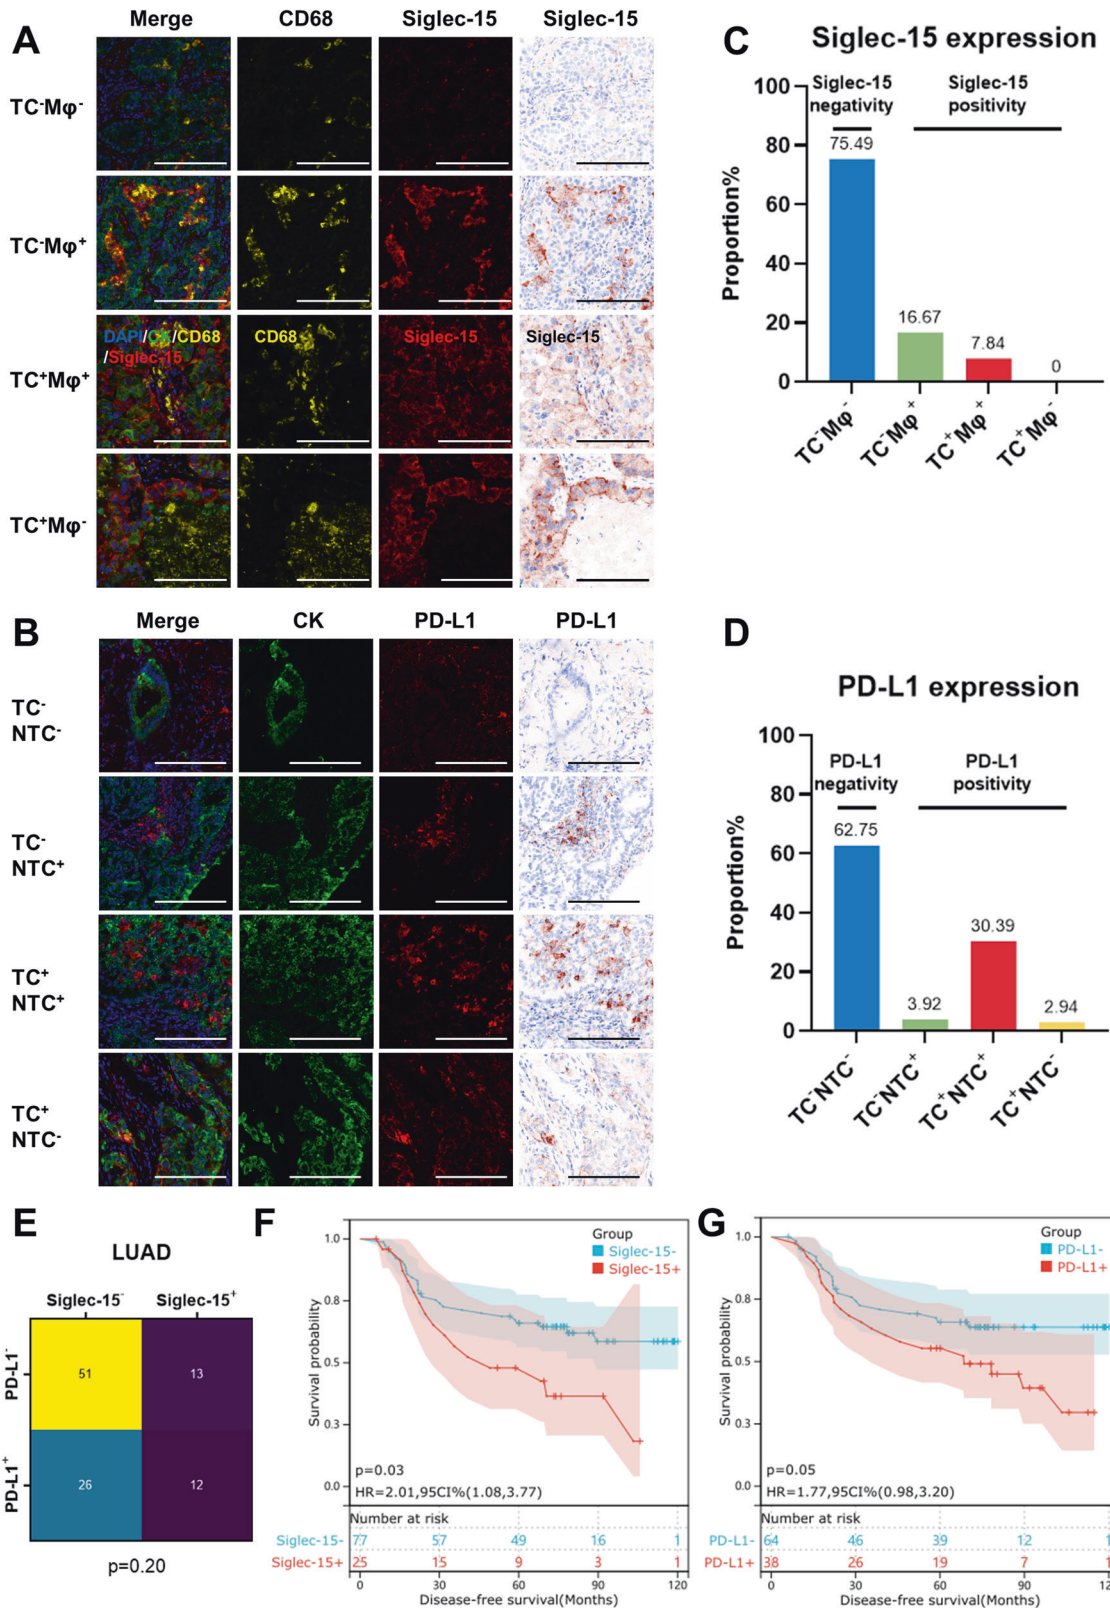 A
Merge CD68 Siglec-15 Siglec-15
TC⁻Mφ⁻
TC⁻Mφ⁺
DAPI/CK/CD68
/Siglec-15
CD68
Siglec-15
Siglec-15
TC⁺Mφ⁺
TC⁺Mφ⁻
B
Merge CK PD-L1 PD-L1
TC⁻
NTC⁻
TC⁻
NTC⁺
TC⁺
NTC⁺
TC⁺
NTC⁻
C
Siglec-15 expression
Siglec-15
negativity
Siglec-15
positivity
Proportion%
100
80
60
40
20
0
75.49
16.67
7.84
0
TC⁻Mφ⁻
TC⁻Mφ⁺
TC⁺Mφ⁺
TC⁺Mφ⁻
D
PD-L1 expression
PD-L1
negativity
PD-L1
positivity
Proportion%
100
80
60
40
20
0
62.75
3.92
30.39
2.94
TC⁻NTC⁻
TC⁻NTC⁺
TC⁺NTC⁺
TC⁺NTC⁻
E
LUAD
Siglec-15⁻ Siglec-15⁺
PD-L1⁻
51 13
PD-L1⁺
26 12
p=0.20
F
Group
Siglec-15-
Siglec-15+
Survival probability
1.0
0.8
0.5
0.3
0.0
p=0.03
HR=2.01,95CI%(1.08,3.77)
Number at risk
Siglec-15- 77 57 49 16 1
Siglec-15+ 25 15 9 3 1
0 30 60 90 120
Disease-free survival(Months)
G
Group
PD-L1-
PD-L1+
Survival probability
1.0
0.8
0.5
0.3
0.0
p=0.05
HR=1.77,95CI%(0.98,3.20)
Number at risk
PD-L1- 64 46 39 12 1
PD-L1+ 38 26 19 7 1
0 30 60 90 120
Disease-free survival(Months)